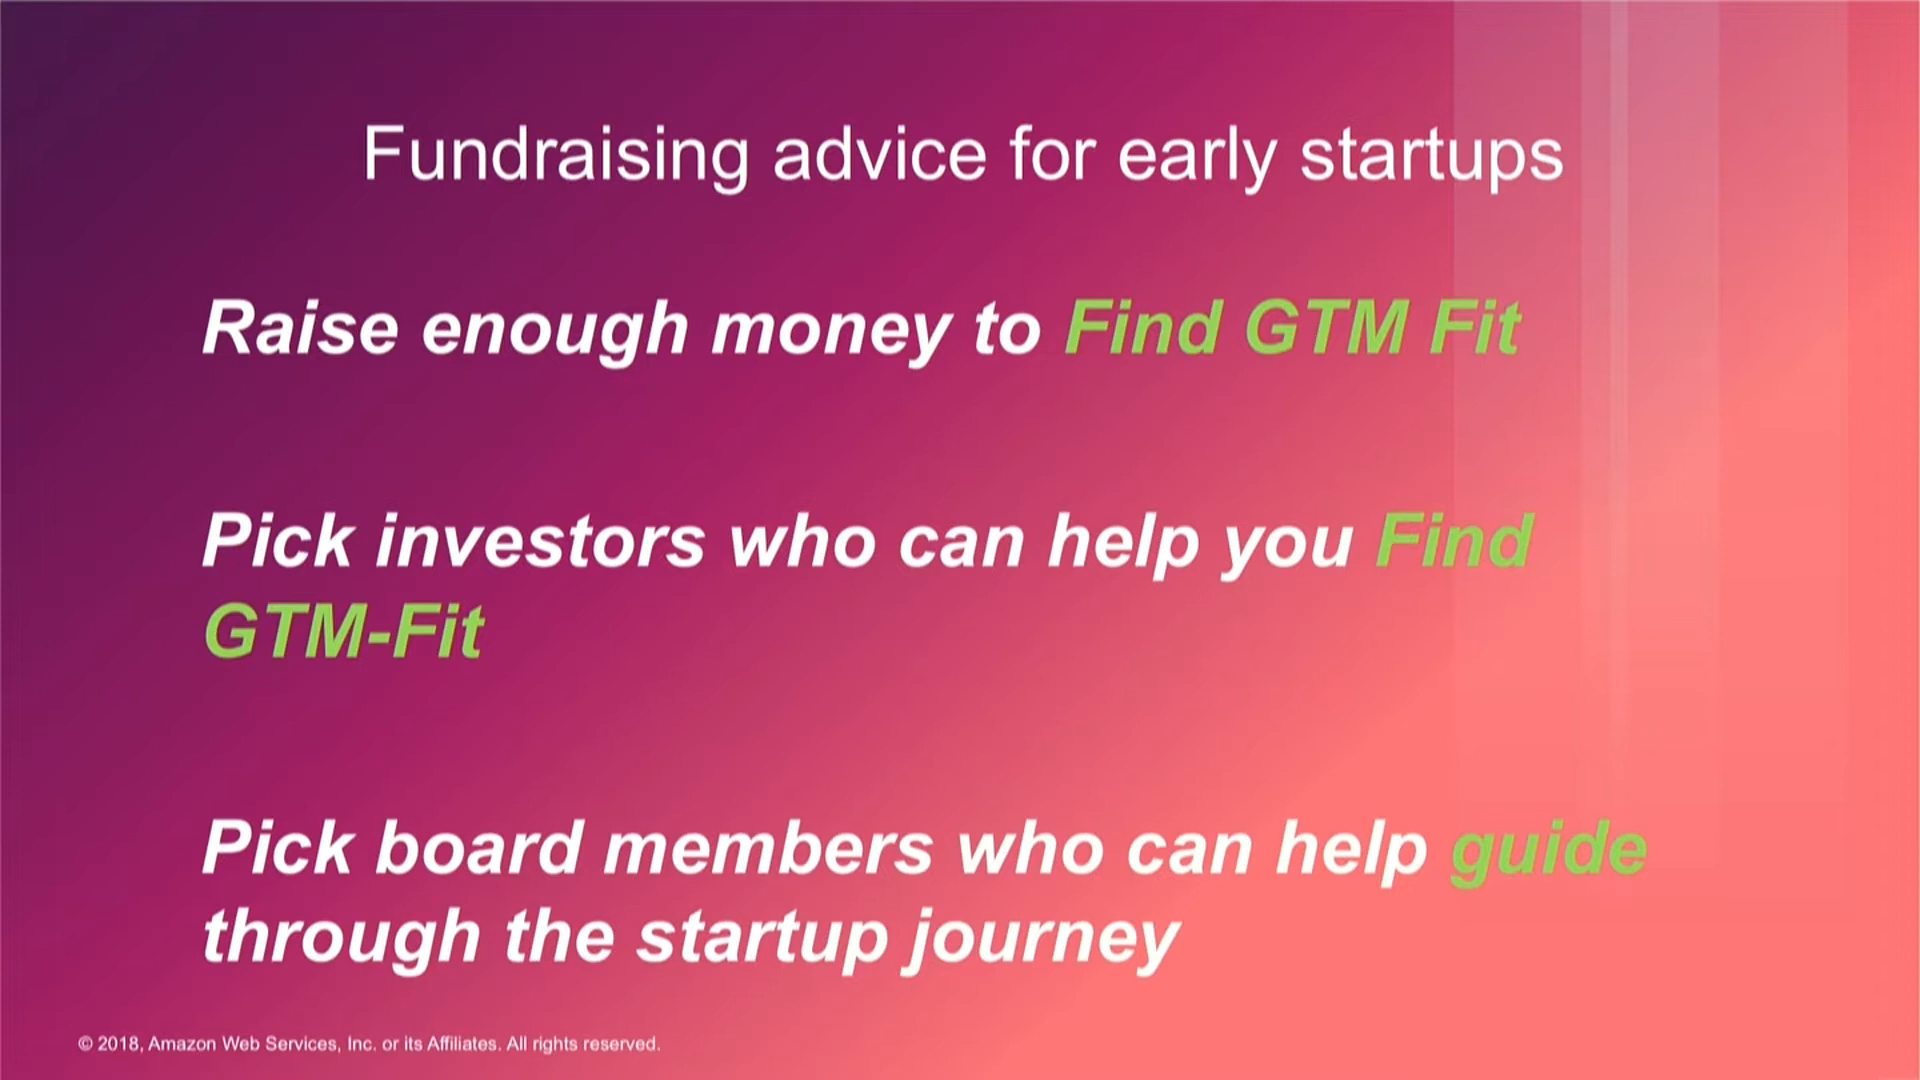 Fundraising advice for early startups
Raise enough money to Find GTM Fit
Pick investors who can help you Find
GTM-Fit
Pick board members who can help guide
through the startup journey
© 2018, Amazon Web Services, Inc. or its Affiliates. All rights reserved.